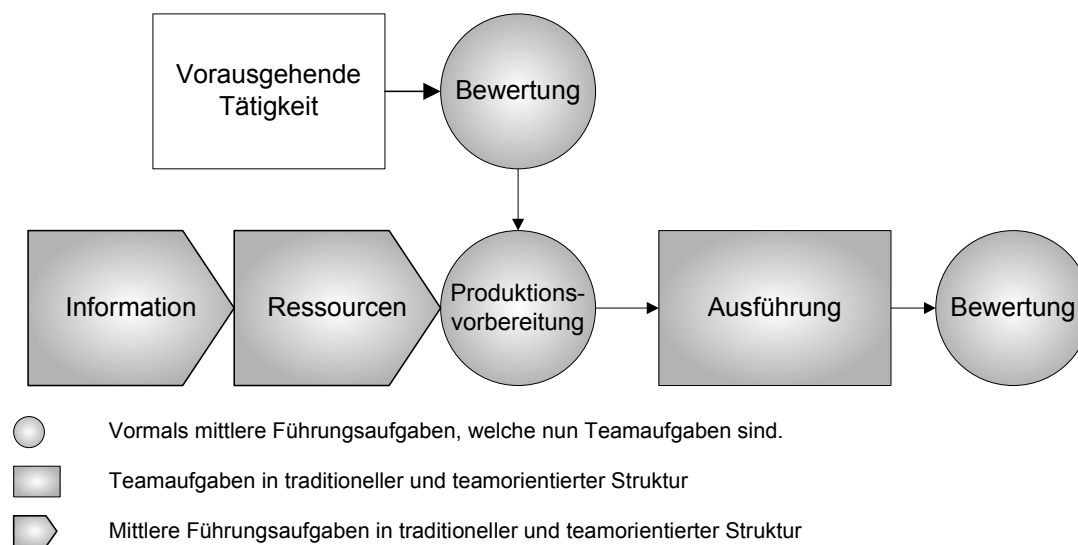 Vorausgehende
Tätigkeit
Bewertung
Information
Ressourcen
Produktions-
vorbereitung
Ausführung
Bewertung
Vormals mittlere Führungsaufgaben, welche nun Teamaufgaben sind.
Teamaufgaben in traditioneller und teamorientierter Struktur
Mittlere Führungsaufgaben in traditioneller und teamorientierter Struktur